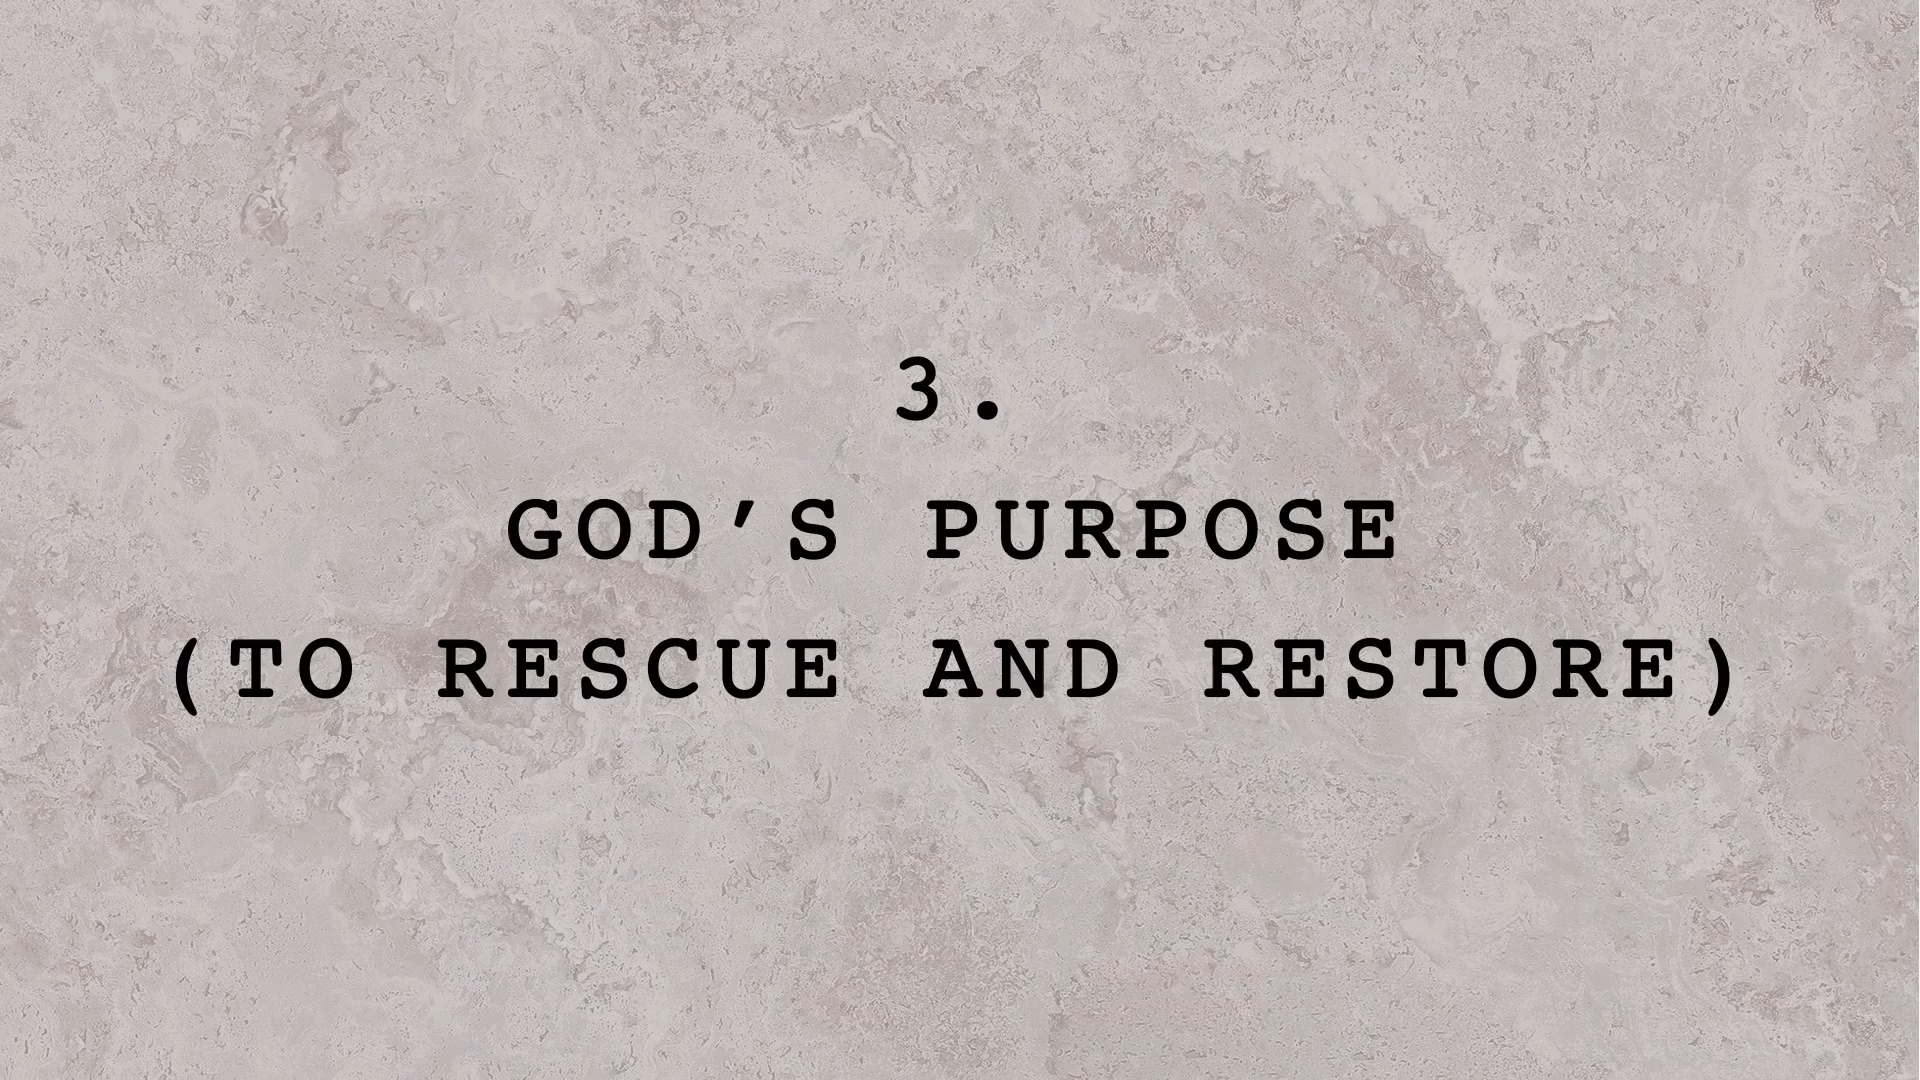 3.
GOD’S PURPOSE
(TO RESCUE AND RESTORE)